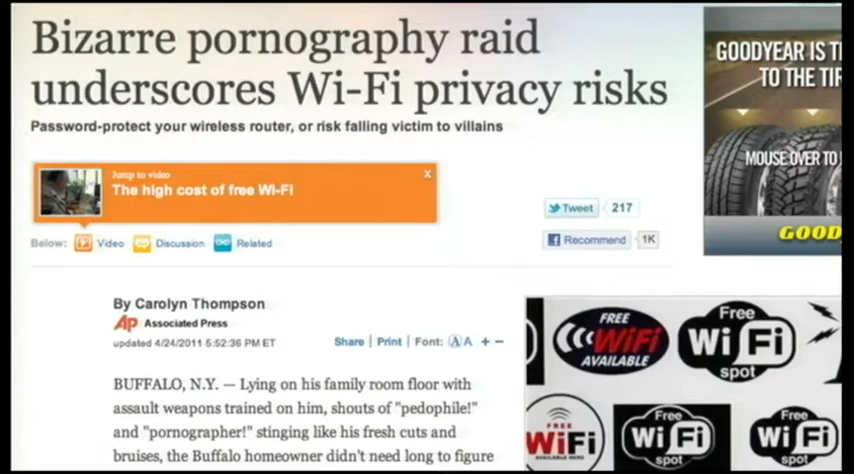 Bizarre pornography raid
underscores Wi-Fi privacy risks
Password-protect your wireless router, or risk falling victim to villains
GOODYEAR IS T
TO THE TIR
MOUSE OVER TO
GOOD
Jump to video
The high cost of free Wi-Fi
x
Tweet 217
Recommend 1K
Below: Video Discussion Related
By Carolyn Thompson
AP Associated Press
updated 4/24/2011 5:52:36 PM ET
Share | Print | Font: A A + −
BUFFALO, N.Y. — Lying on his family room floor with
assault weapons trained on him, shouts of "pedophile!"
and "pornographer!" stinging like his fresh cuts and
bruises, the Buffalo homeowner didn't need long to figure
FREE
WiFi
AVAILABLE
Free
Wi Fi
spot
FREE
WiFi
AVAILABLE HERE
Free
Wi Fi
spot
Free
Wi Fi
spot